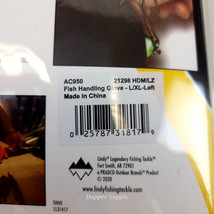 AC950 21298 HDM/LZ
Fish Handling Glove - L/XL-Left
Made in China
0 25787 31817 9
Lindy® Legendary Fishing Tackle™
Fort Smith, AR 72901
a PRADCO Outdoor Brands™ Product
© 2020
www.lindyfishingtackle.com
Dapper Supply